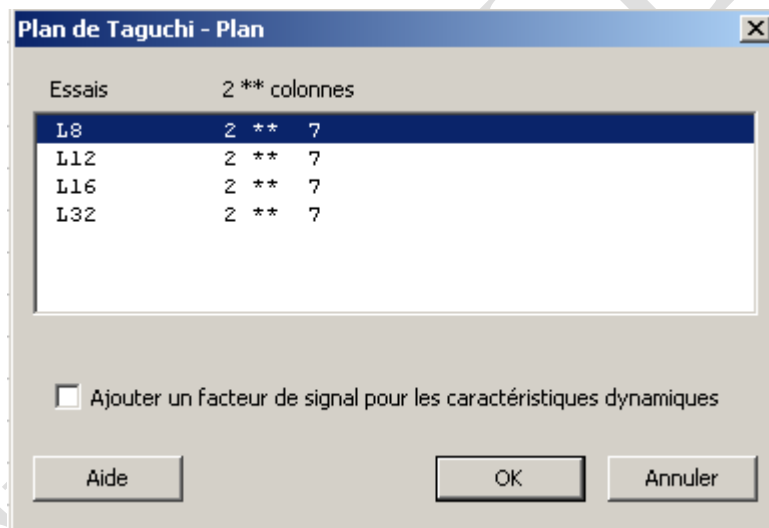 Plan de Taguchi - Plan
Essais 2 ** colonnes
L8 2 ** 7
L12 2 ** 7
L16 2 ** 7
L32 2 ** 7
Ajouter un facteur de signal pour les caractéristiques dynamiques
Aide OK Annuler